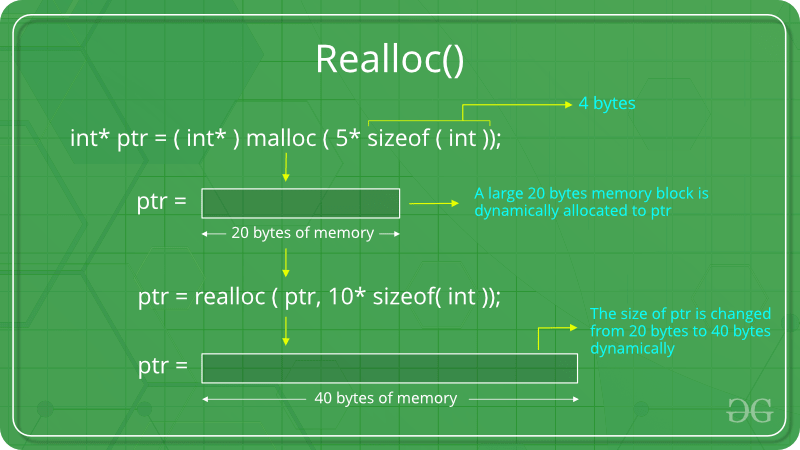 Realloc()
4 bytes
int* ptr = ( int* ) malloc ( 5* sizeof ( int ));
ptr =
A large 20 bytes memory block is
dynamically allocated to ptr
20 bytes of memory
ptr = realloc ( ptr, 10* sizeof( int ));
The size of ptr is changed
from 20 bytes to 40 bytes
dynamically
ptr =
40 bytes of memory